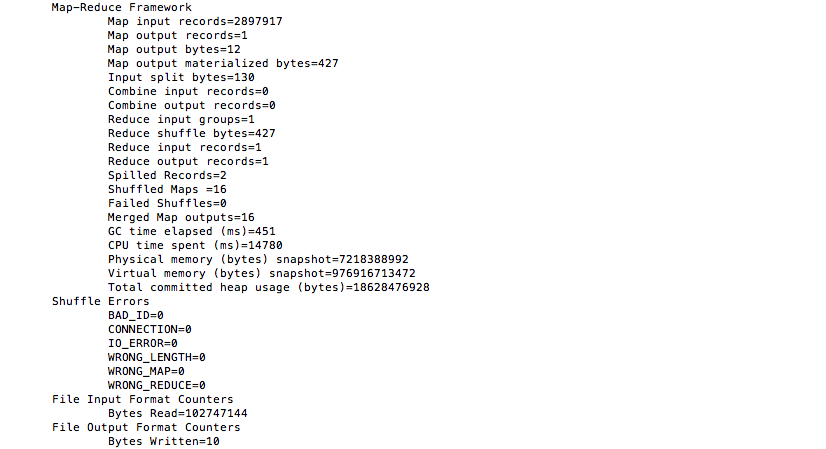 Map-Reduce Framework
Map input records=2897917
Map output records=1
Map output bytes=12
Map output materialized bytes=427
Input split bytes=130
Combine input records=0
Combine output records=0
Reduce input groups=1
Reduce shuffle bytes=427
Reduce input records=1
Reduce output records=1
Spilled Records=2
Shuffled Maps =16
Failed Shuffles=0
Merged Map outputs=16
GC time elapsed (ms)=451
CPU time spent (ms)=14780
Physical memory (bytes) snapshot=7218388992
Virtual memory (bytes) snapshot=976916713472
Total committed heap usage (bytes)=18628476928
Shuffle Errors
BAD_ID=0
CONNECTION=0
IO_ERROR=0
WRONG_LENGTH=0
WRONG_MAP=0
WRONG_REDUCE=0
File Input Format Counters
Bytes Read=102747144
File Output Format Counters
Bytes Written=10